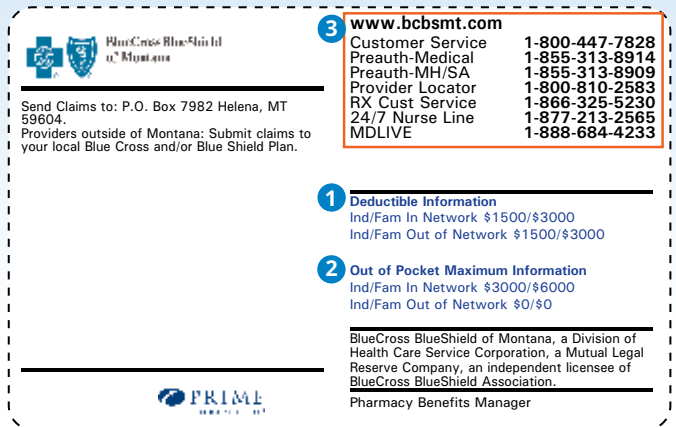 BlueCross BlueShield
of Montana
Send Claims to: P.O. Box 7982 Helena, MT
59604.
Providers outside of Montana: Submit claims to
your local Blue Cross and/or Blue Shield Plan.
PRIME
3
www.bcbsmt.com
Customer Service 1-800-447-7828
Preauth-Medical 1-855-313-8914
Preauth-MH/SA 1-855-313-8909
Provider Locator 1-800-810-2583
RX Cust Service 1-866-325-5230
24/7 Nurse Line 1-877-213-2565
MDLIVE 1-888-684-4233
1
Deductible Information
Ind/Fam In Network $1500/$3000
Ind/Fam Out of Network $1500/$3000
2
Out of Pocket Maximum Information
Ind/Fam In Network $3000/$6000
Ind/Fam Out of Network $0/$0
BlueCross BlueShield of Montana, a Division of
Health Care Service Corporation, a Mutual Legal
Reserve Company, an independent licensee of
BlueCross BlueShield Association.
Pharmacy Benefits Manager